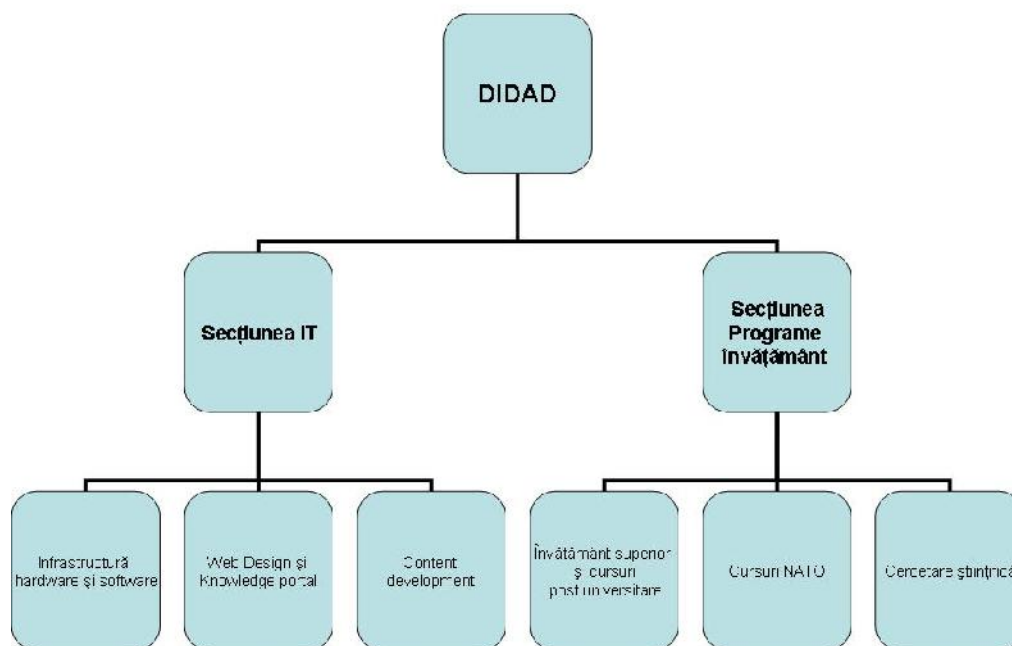 DIDAD
Secțiunea IT
Secțiunea
Programe
Învățământ
Infrastructură
hardware și software
Web Design și
Knowledge portal
Content
development
Învătământ superior
și cursuri
post universitare
Cursuri NATO
Cercetare științifică